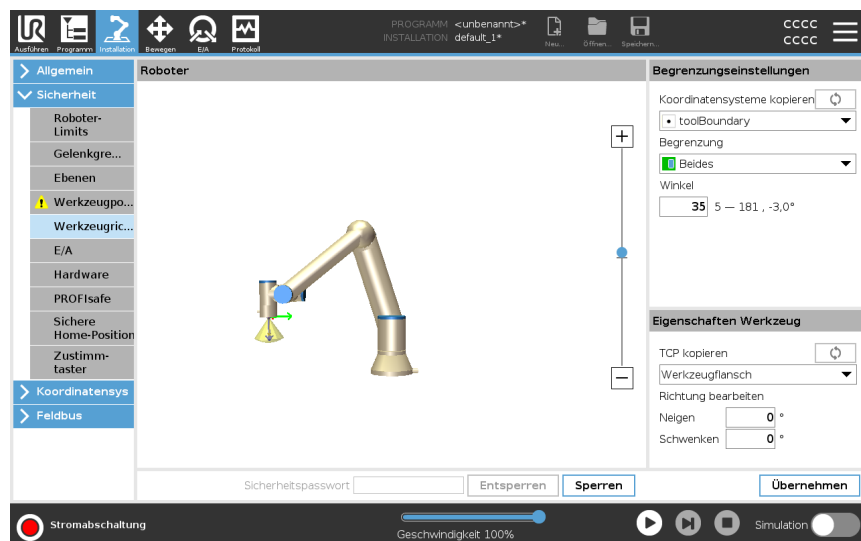 PROGRAMM <unbenannt>*
INSTALLATION default_1*
Ausführen Programm Installation Bewegen E/A Protokoll
Neu... Öffnen... Speichern...
CCCC
CCCC
Allgemein
Sicherheit
Roboter-
Limits
Gelenkgre...
Ebenen
Werkzeugpo...
Werkzeugric...
E/A
Hardware
PROFIsafe
Sichere
Home-Position
Zustimm-
taster
Koordinatensys
Feldbus
Roboter
Begrenzungseinstellungen
Koordinatensysteme kopieren
toolBoundary
Begrenzung
Beides
Winkel
35 5 — 181 , -3,0°
Eigenschaften Werkzeug
TCP kopieren
Werkzeugflansch
Richtung bearbeiten
Neigen 0 °
Schwenken 0 °
Sicherheitspasswort Entsperren Sperren Übernehmen
Stromabschaltung
Geschwindigkeit 100%
Simulation